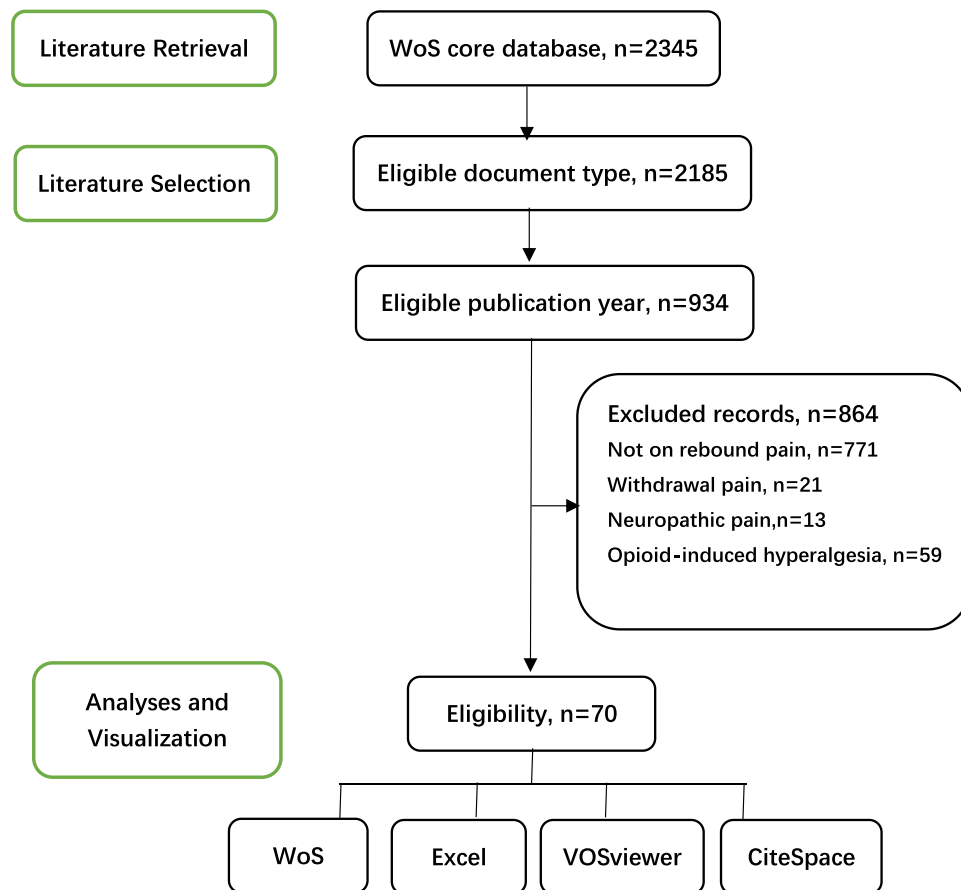 Literature Retrieval
WoS core database, n=2345
Literature Selection
Eligible document type, n=2185
Eligible publication year, n=934
Excluded records, n=864
Not on rebound pain, n=771
Withdrawal pain, n=21
Neuropathic pain,n=13
Opioid-induced hyperalgesia, n=59
Analyses and
Visualization
Eligibility, n=70
WoS
Excel
VOSviewer
CiteSpace